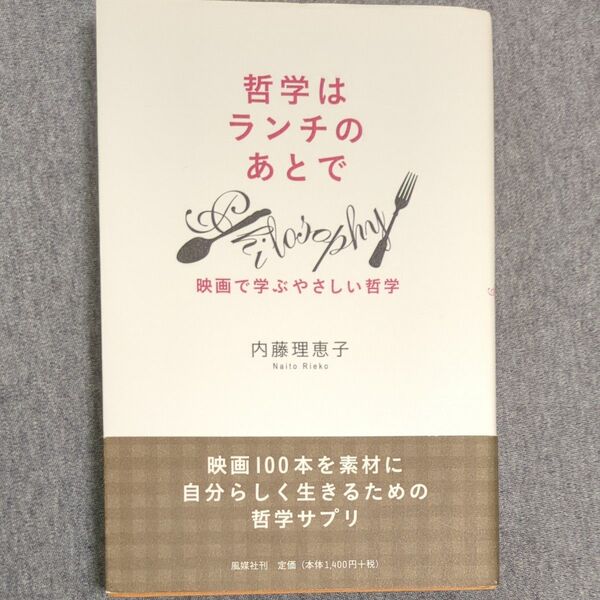 哲学は
ランチの
あとで
Philosophy
映画で学ぶやさしい哲学
内藤理恵子
Naito Rieko
映画100本を素材に
自分らしく生きるための
哲学サプリ
風媒社刊 定価（本体1,400円＋税）